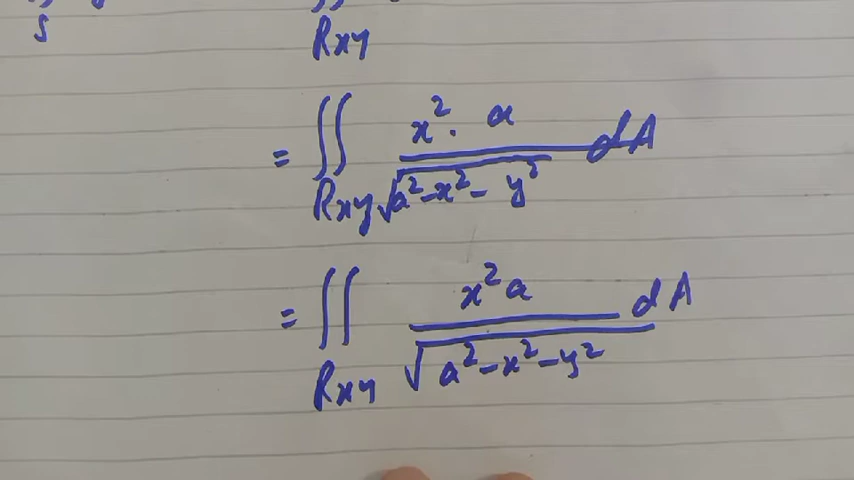 S
Rxy
= ∬ x². a / √a²-x²-y² dA
Rxy
= ∬ x²a / √a²-x²-y² dA
Rxy